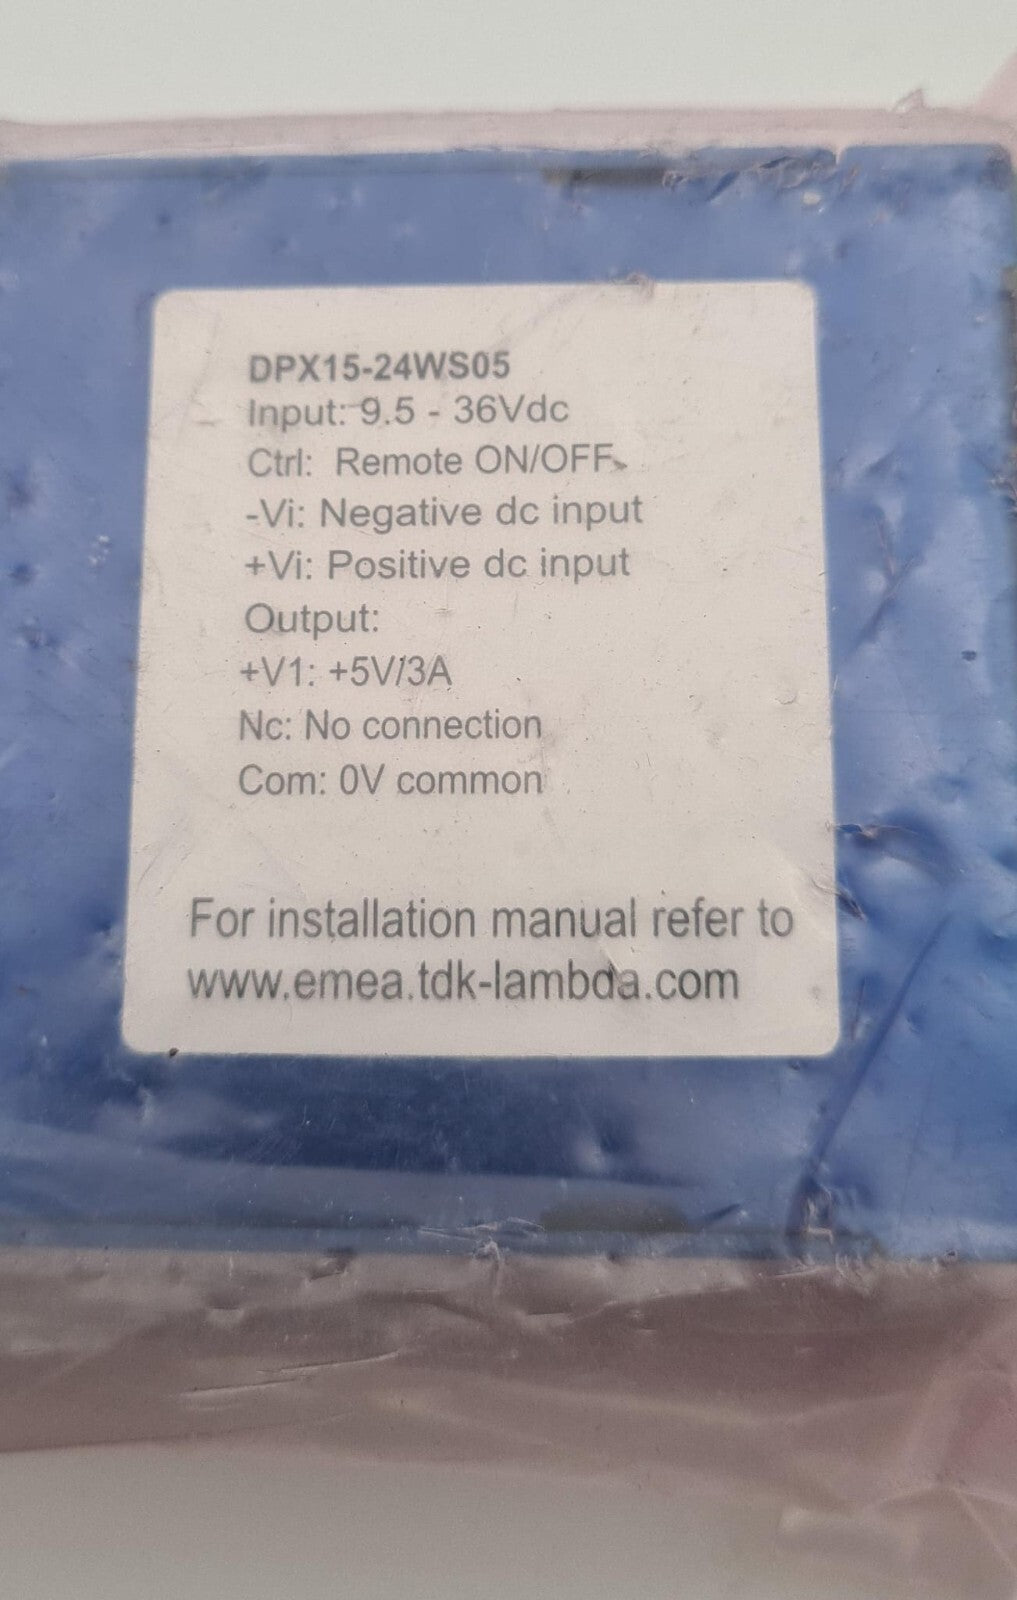 DPX15-24WS05
Input: 9.5 - 36Vdc
Ctrl: Remote ON/OFF
-Vi: Negative dc input
+Vi: Positive dc input
Output:
+V1: +5V/3A
Nc: No connection
Com: 0V common
For installation manual refer to
www.emea.tdk-lambda.com